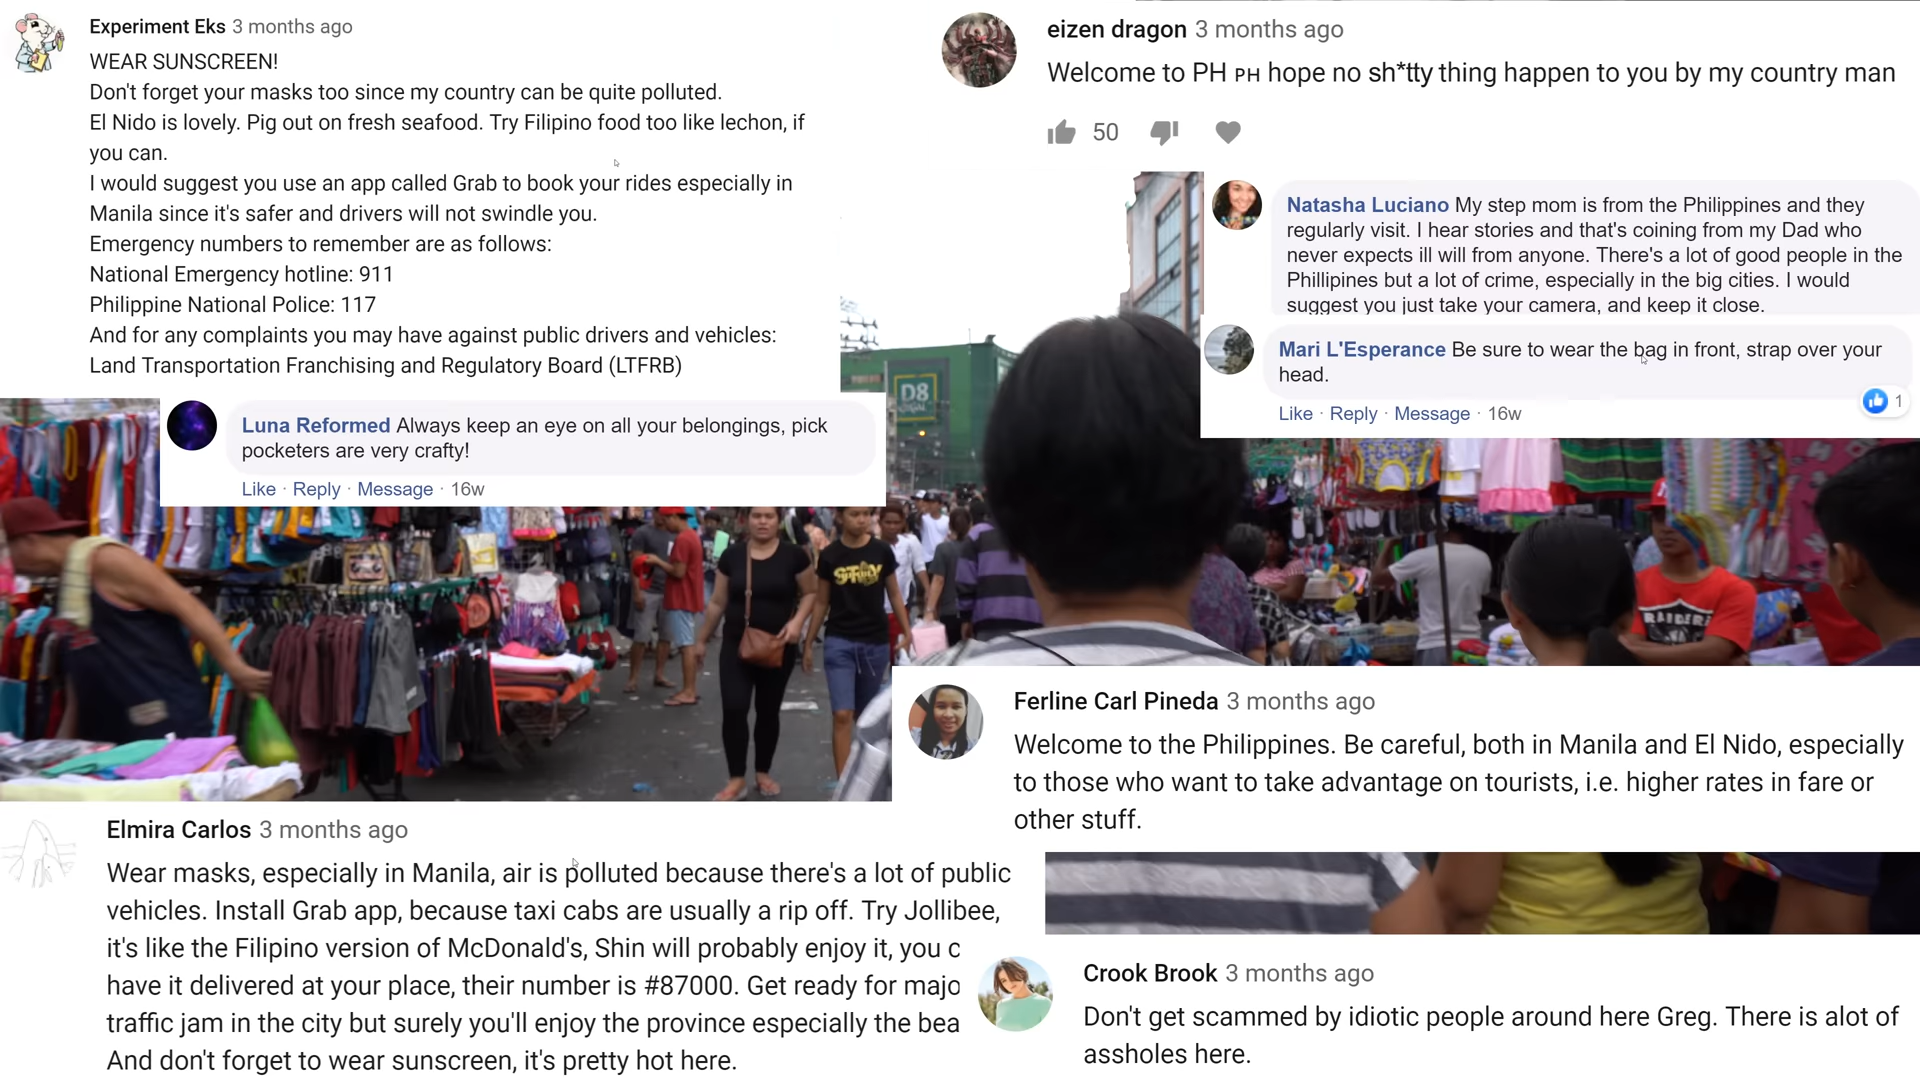 Experiment Eks 3 months ago
WEAR SUNSCREEN!
Don't forget your masks too since my country can be quite polluted.
El Nido is lovely. Pig out on fresh seafood. Try Filipino food too like lechon, if
you can.
I would suggest you use an app called Grab to book your rides especially in
Manila since it's safer and drivers will not swindle you.
Emergency numbers to remember are as follows:
National Emergency hotline: 911
Philippine National Police: 117
And for any complaints you may have against public drivers and vehicles:
Land Transportation Franchising and Regulatory Board (LTFRB)
eizen dragon 3 months ago
Welcome to PH PH hope no sh*tty thing happen to you by my country man
50
Natasha Luciano My step mom is from the Philippines and they
regularly visit. I hear stories and that's coining from my Dad who
never expects ill will from anyone. There's a lot of good people in the
Phillipines but a lot of crime, especially in the big cities. I would
suggest you just take your camera, and keep it close.
Mari L'Esperance Be sure to wear the bag in front, strap over your
head.
Like · Reply · Message · 16w
1
D8
Luna Reformed Always keep an eye on all your belongings, pick
pocketers are very crafty!
Like · Reply · Message · 16w
RAIDERS
Ferline Carl Pineda 3 months ago
Welcome to the Philippines. Be careful, both in Manila and El Nido, especially
to those who want to take advantage on tourists, i.e. higher rates in fare or
other stuff.
Elmira Carlos 3 months ago
Wear masks, especially in Manila, air is polluted because there's a lot of public
vehicles. Install Grab app, because taxi cabs are usually a rip off. Try Jollibee,
it's like the Filipino version of McDonald's, Shin will probably enjoy it, you c
have it delivered at your place, their number is #87000. Get ready for majo
traffic jam in the city but surely you'll enjoy the province especially the bea
And don't forget to wear sunscreen, it's pretty hot here.
Crook Brook 3 months ago
Don't get scammed by idiotic people around here Greg. There is alot of
assholes here.